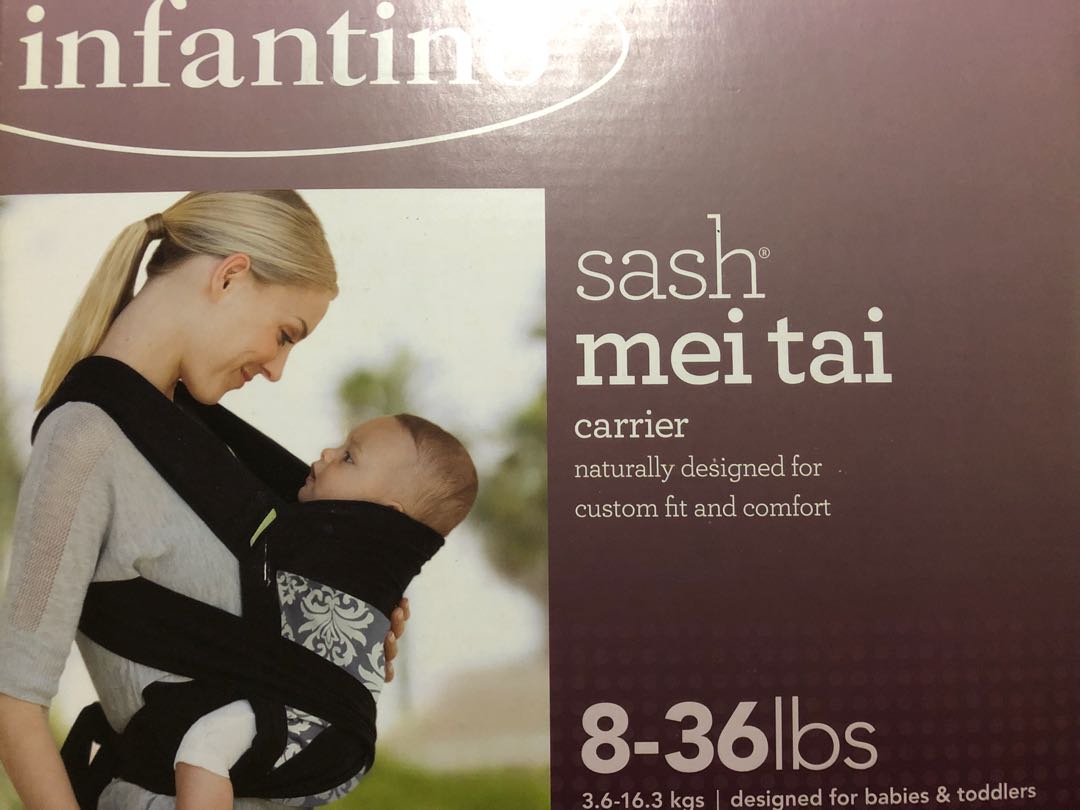 infantino
sash®
mei tai
carrier
naturally designed for
custom fit and comfort
8-36lbs
3.6-16.3 kgs | designed for babies & toddlers